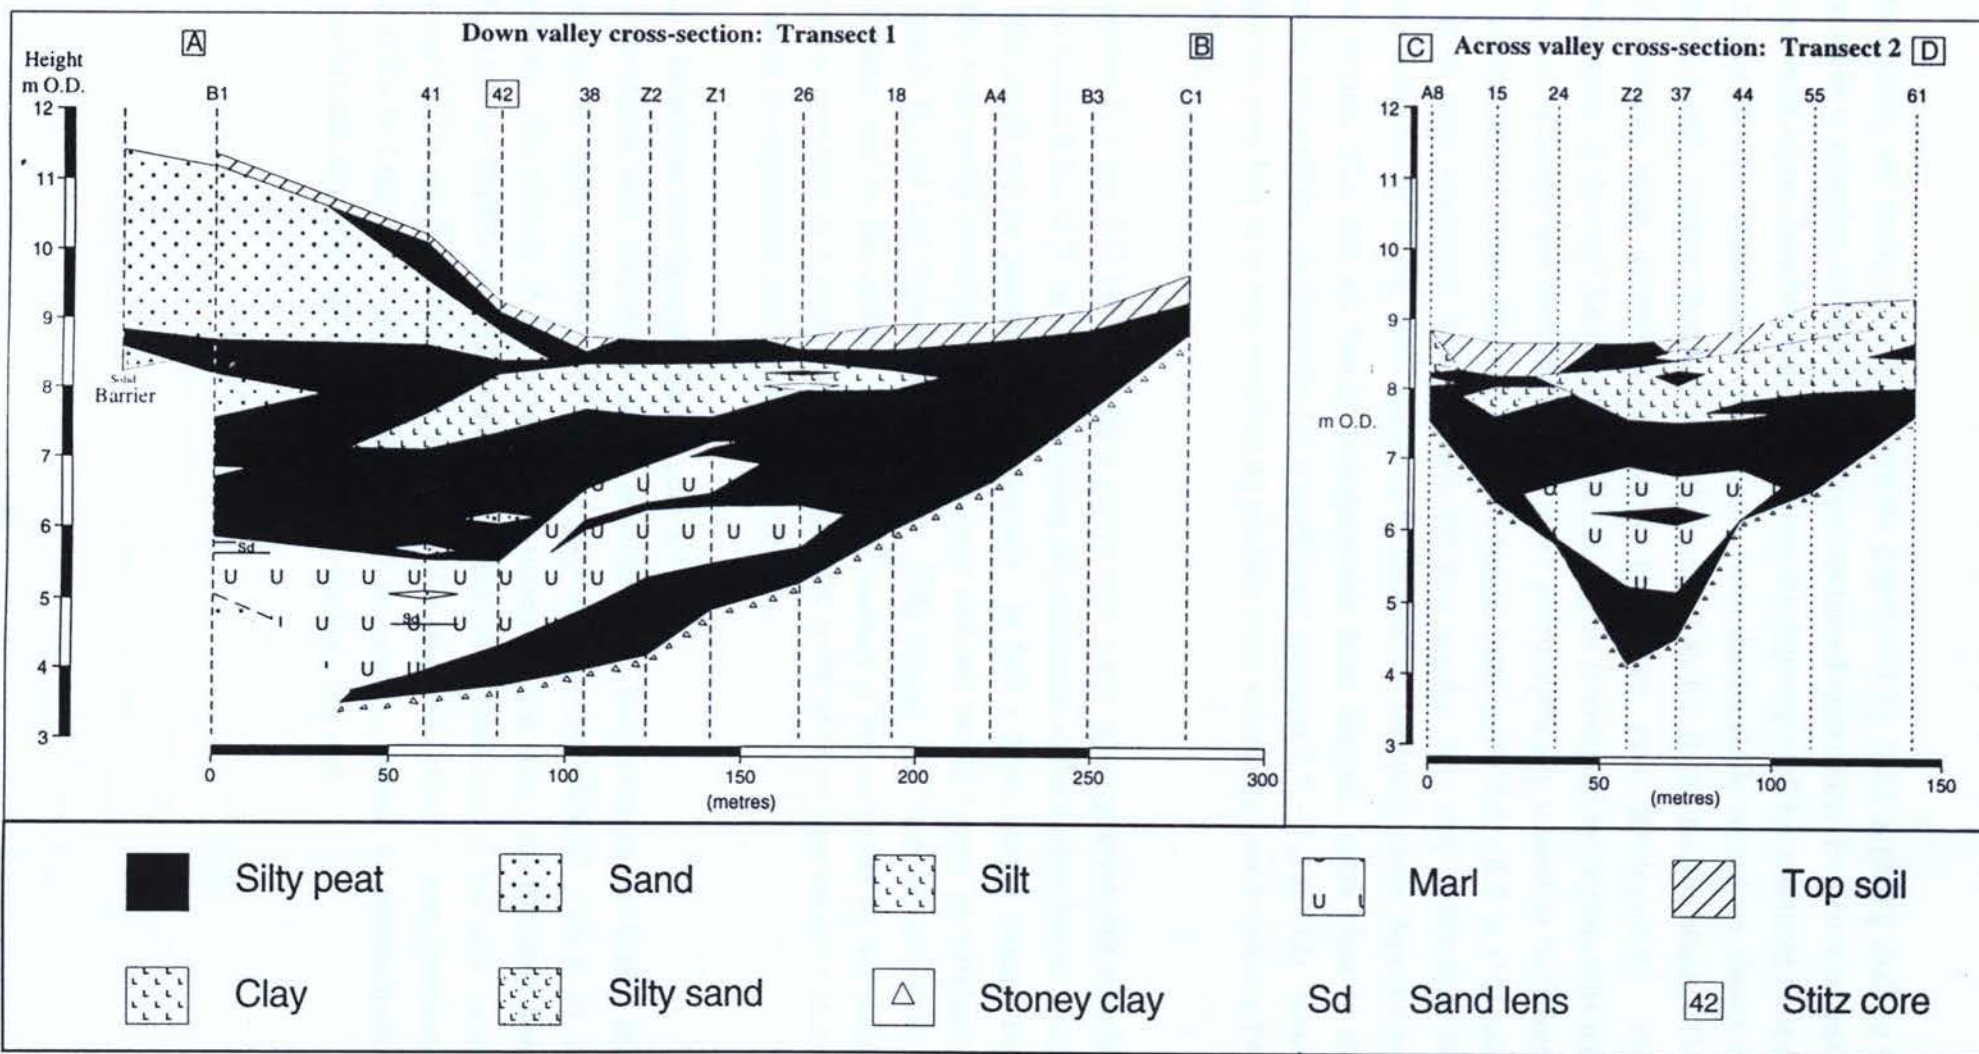 A
Down valley cross-section: Transect 1
B
Height
m O.D.
B1 41 42 38 Z2 Z1 26 18 A4 B3 C1
12
11
10
9
8
7
6
5
4
3
Solid
Barrier
Sd
Sd
U U U U
U U U U U U U
U U U U U U U U U U
U U U U U U
U U
0 50 100 150 200 250 300
(metres)
C
Across valley cross-section: Transect 2
D
A8 15 24 Z2 37 44 55 61
12
11
10
9
8
m O.D.
7
6
5
4
3
U U U U U
U U U U
U
0 50 100 150
(metres)
Silty peat
Sand
Silt
U
Marl
Top soil
Clay
Silty sand
Stoney clay
Sd
Sand lens
42
Stitz core